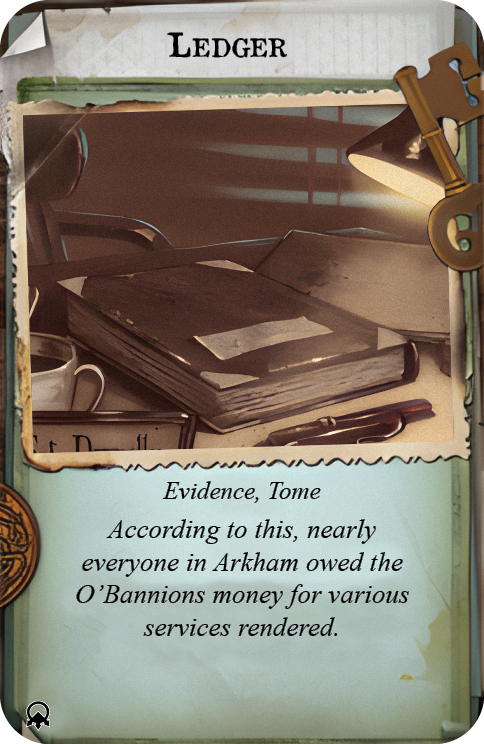 LEDGER
Evidence, Tome
According to this, nearly
everyone in Arkham owed the
O’Bannions money for various
services rendered.